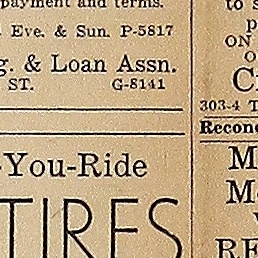 payment and terms.
Eve. & Sun. P-5817
g. & Loan Assn.
ST. G-8141
-You-Ride
TIRES
to s
p
ON
O
C
303-4 T
Recon
M
M
RE